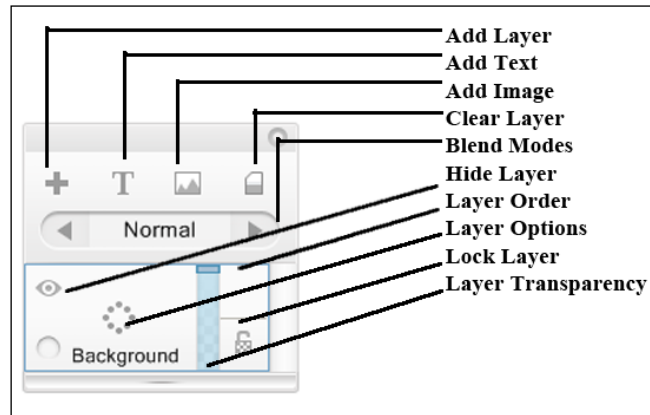 Add Layer
Add Text
Add Image
Clear Layer
Blend Modes
Hide Layer
Layer Order
Layer Options
Lock Layer
Layer Transparency
T
Normal
Background